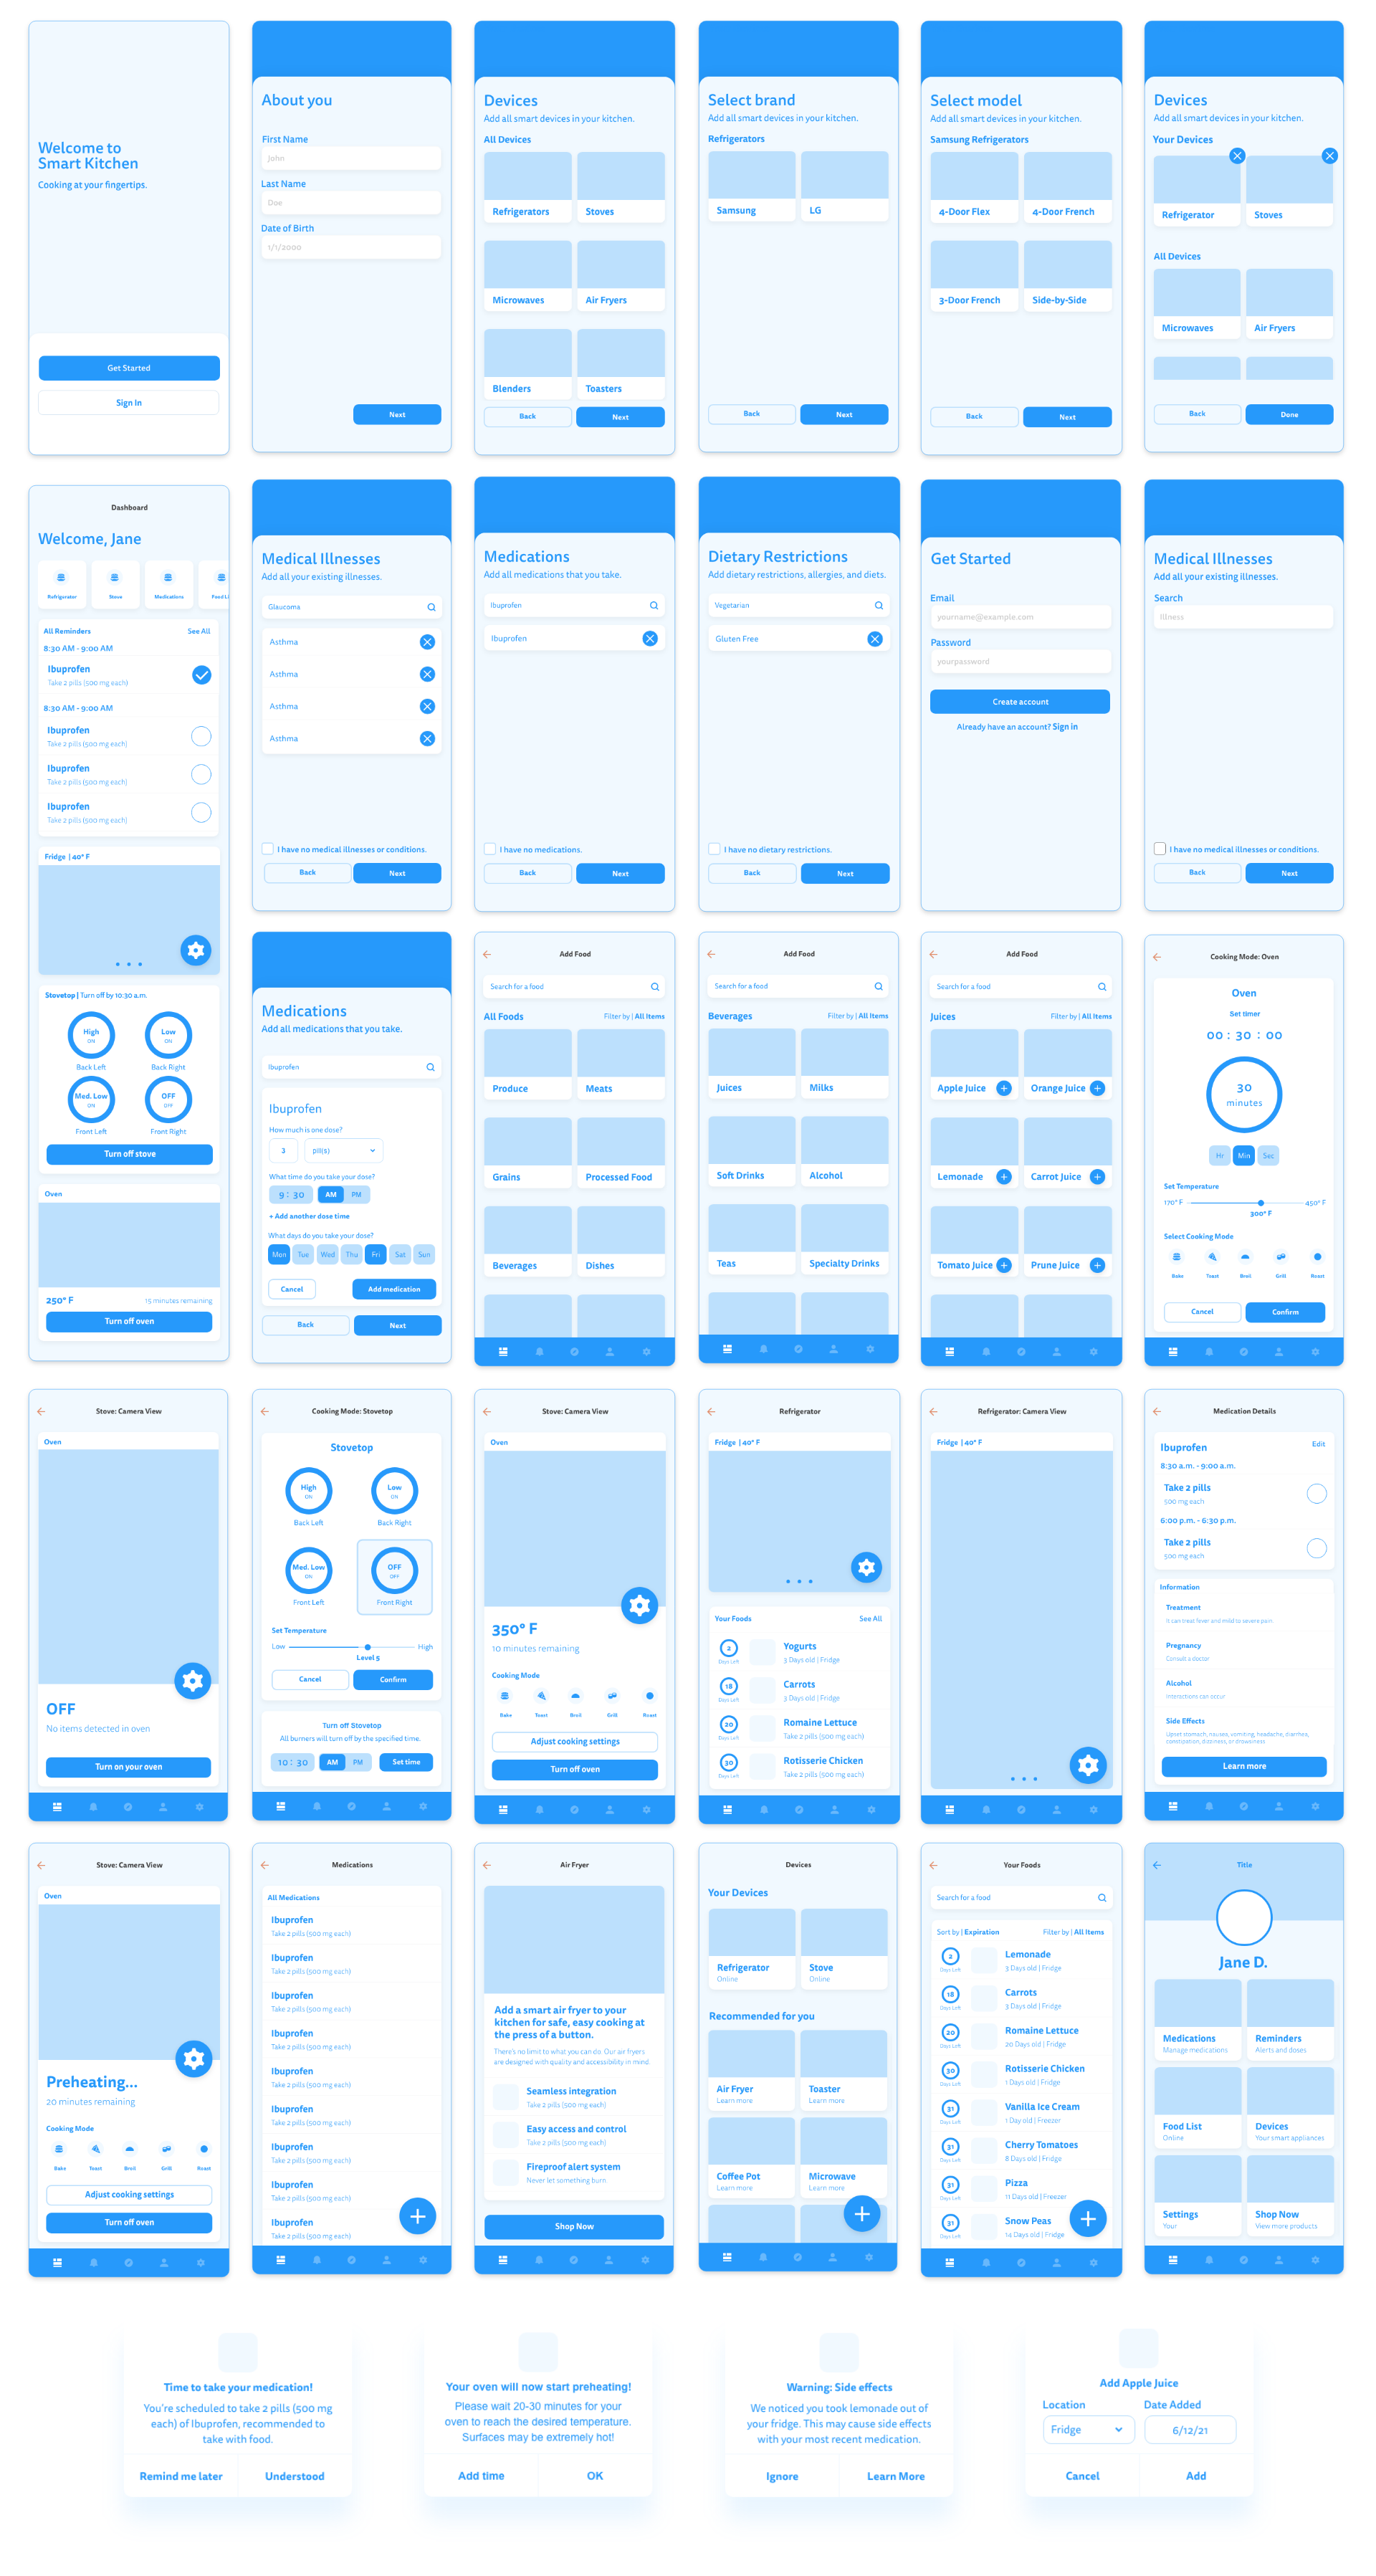 Welcome to
Smart Kitchen
Cooking at your fingertips.
Get Started
Sign In
About you
First Name
John
Last Name
Doe
Date of Birth
1/1/2000
Next
Devices
Add all smart devices in your kitchen.
All Devices
Refrigerators
Stoves
Microwaves
Air Fryers
Blenders
Toasters
Back
Next
Select brand
Add all smart devices in your kitchen.
Refrigerators
Samsung
LG
Back
Next
Select model
Add all smart devices in your kitchen.
Samsung Refrigerators
4-Door Flex
4-Door French
3-Door French
Side-by-Side
Back
Next
Devices
Add all smart devices in your kitchen.
Your Devices
Refrigerator
Stoves
All Devices
Microwaves
Air Fryers
Back
Done
Dashboard
Welcome, Jane
Refrigerator
Stove
Medications
Food Li
All Reminders
See All
8:30 AM - 9:00 AM
Ibuprofen
Take 2 pills (500 mg each)
8:30 AM - 9:00 AM
Ibuprofen
Take 2 pills (500 mg each)
Ibuprofen
Take 2 pills (500 mg each)
Ibuprofen
Take 2 pills (500 mg each)
Fridge | 40° F
Stovetop | Turn off by 10:30 a.m.
High
ON
Back Left
Low
ON
Back Right
Med. Low
ON
Front Left
OFF
OFF
Front Right
Turn off stove
Oven
250° F
15 minutes remaining
Turn off oven
Medical Illnesses
Add all your existing illnesses.
Glaucoma
Asthma
Asthma
Asthma
Asthma
I have no medical illnesses or conditions.
Back
Next
Medications
Add all medications that you take.
Ibuprofen
Ibuprofen
I have no medications.
Back
Next
Dietary Restrictions
Add dietary restrictions, allergies, and diets.
Vegetarian
Gluten Free
I have no dietary restrictions.
Back
Next
Get Started
Email
yourname@example.com
Password
yourpassword
Create account
Already have an account? Sign in
Medical Illnesses
Add all your existing illnesses.
Search
Illness
I have no medical illnesses or conditions.
Back
Next
Medications
Add all medications that you take.
Ibuprofen
Ibuprofen
How much is one dose?
3
pill(s)
What time do you take your dose?
9 : 30
AM
PM
+ Add another dose time
What days do you take your dose?
Mon
Tue
Wed
Thu
Fri
Sat
Sun
Cancel
Add medication
Back
Next
Add Food
Search for a food
All Foods
Filter by | All Items
Produce
Meats
Grains
Processed Food
Beverages
Dishes
Add Food
Search for a food
Beverages
Filter by | All Items
Juices
Milks
Soft Drinks
Alcohol
Teas
Specialty Drinks
Add Food
Search for a food
Juices
Filter by | All Items
Apple Juice
Orange Juice
Lemonade
Carrot Juice
Tomato Juice
Prune Juice
Cooking Mode: Oven
Oven
Set timer
00 : 30 : 00
30
minutes
Hr
Min
Sec
Set Temperature
170° F
450° F
300° F
Select Cooking Mode
Bake
Toast
Broil
Grill
Roast
Cancel
Confirm
Stove: Camera View
Oven
OFF
No items detected in oven
Turn on your oven
Cooking Mode: Stovetop
Stovetop
High
ON
Back Left
Low
ON
Back Right
Med. Low
ON
Front Left
OFF
OFF
Front Right
Set Temperature
Low
High
Level 5
Cancel
Confirm
Turn off Stovetop
All burners will turn off by the specified time.
10 : 30
AM
PM
Set time
Stove: Camera View
Oven
350° F
10 minutes remaining
Cooking Mode
Bake
Toast
Broil
Grill
Roast
Adjust cooking settings
Turn off oven
Refrigerator
Fridge | 40° F
Your Foods
See All
2
Days Left
Yogurts
3 Days old | Fridge
18
Days Left
Carrots
3 Days old | Fridge
20
Days Left
Romaine Lettuce
Take 2 pills (500 mg each)
30
Days Left
Rotisserie Chicken
Take 2 pills (500 mg each)
Refrigerator: Camera View
Fridge | 40° F
Medication Details
Ibuprofen
Edit
8:30 a.m. - 9:00 a.m.
Take 2 pills
500 mg each
6:00 p.m. - 6:30 p.m.
Take 2 pills
500 mg each
Information
Treatment
It can treat fever and mild to severe pain
Pregnancy
Consult a doctor
Alcohol
Interactions can occur
Side Effects
Upset stomach, nausea, vomiting, headache, diarrhea,
constipation, dizziness, or drowsiness
Learn more
Stove: Camera View
Oven
Preheating...
20 minutes remaining
Cooking Mode
Bake
Toast
Broil
Grill
Roast
Adjust cooking settings
Turn off oven
Medications
All Medications
Ibuprofen
Take 2 pills (500 mg each)
Ibuprofen
Take 2 pills (500 mg each)
Ibuprofen
Take 2 pills (500 mg each)
Ibuprofen
Take 2 pills (500 mg each)
Ibuprofen
Take 2 pills (500 mg each)
Ibuprofen
Take 2 pills (500 mg each)
Ibuprofen
Take 2 pills (500 mg each)
Ibuprofen
Take 2 pills (500 mg each)
Ibuprofen
Take 2 pills (500 mg each)
Air Fryer
Add a smart air fryer to your
kitchen for safe, easy cooking at
the press of a button.
There's no limit to what you can do. Our air fryers
are designed with quality and accessibility in mind.
Seamless integration
Take 2 pills (500 mg each)
Easy access and control
Take 2 pills (500 mg each)
Fireproof alert system
Never let something burn
Shop Now
Devices
Your Devices
Refrigerator
Online
Stove
Online
Recommended for you
Air Fryer
Learn more
Toaster
Learn more
Coffee Pot
Learn more
Microwave
Learn more
Your Foods
Search for a food
Sort by | Expiration
Filter by | All Items
2
Days Left
Lemonade
3 Days old | Fridge
18
Days Left
Carrots
3 Days old | Fridge
20
Days Left
Romaine Lettuce
20 Days old | Fridge
30
Days Left
Rotisserie Chicken
1 Days old | Fridge
31
Days Left
Vanilla Ice Cream
1 Day old | Freezer
31
Days Left
Cherry Tomatoes
8 Days old | Fridge
31
Days Left
Pizza
11 Days old | Freezer
31
Days Left
Snow Peas
14 Days old | Fridge
Title
Jane D.
Medications
Manage medications
Reminders
Alerts and doses
Food List
Online
Devices
Your smart appliances
Settings
Your
Shop Now
View more products
Time to take your medication!
You're scheduled to take 2 pills (500 mg
each) of Ibuprofen, recommended to
take with food.
Remind me later
Understood
Your oven will now start preheating!
Please wait 20-30 minutes for your
oven to reach the desired temperature.
Surfaces may be extremely hot!
Add time
OK
Warning: Side effects
We noticed you took lemonade out of
your fridge. This may cause side effects
with your most recent medication.
Ignore
Learn More
Add Apple Juice
Location
Date Added
Fridge
6/12/21
Cancel
Add